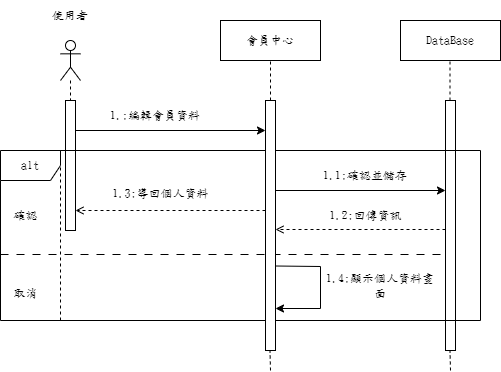 使用者
會員中心
DataBase
1.:編輯會員資料
alt
1.1:確認並儲存
1.3:導回個人資料
確認
1.2:回傳資訊
1.4:顯示個人資料畫
面
取消